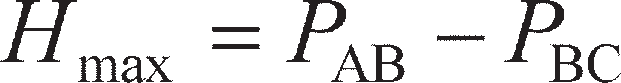 H_max = P_AB − P_BC